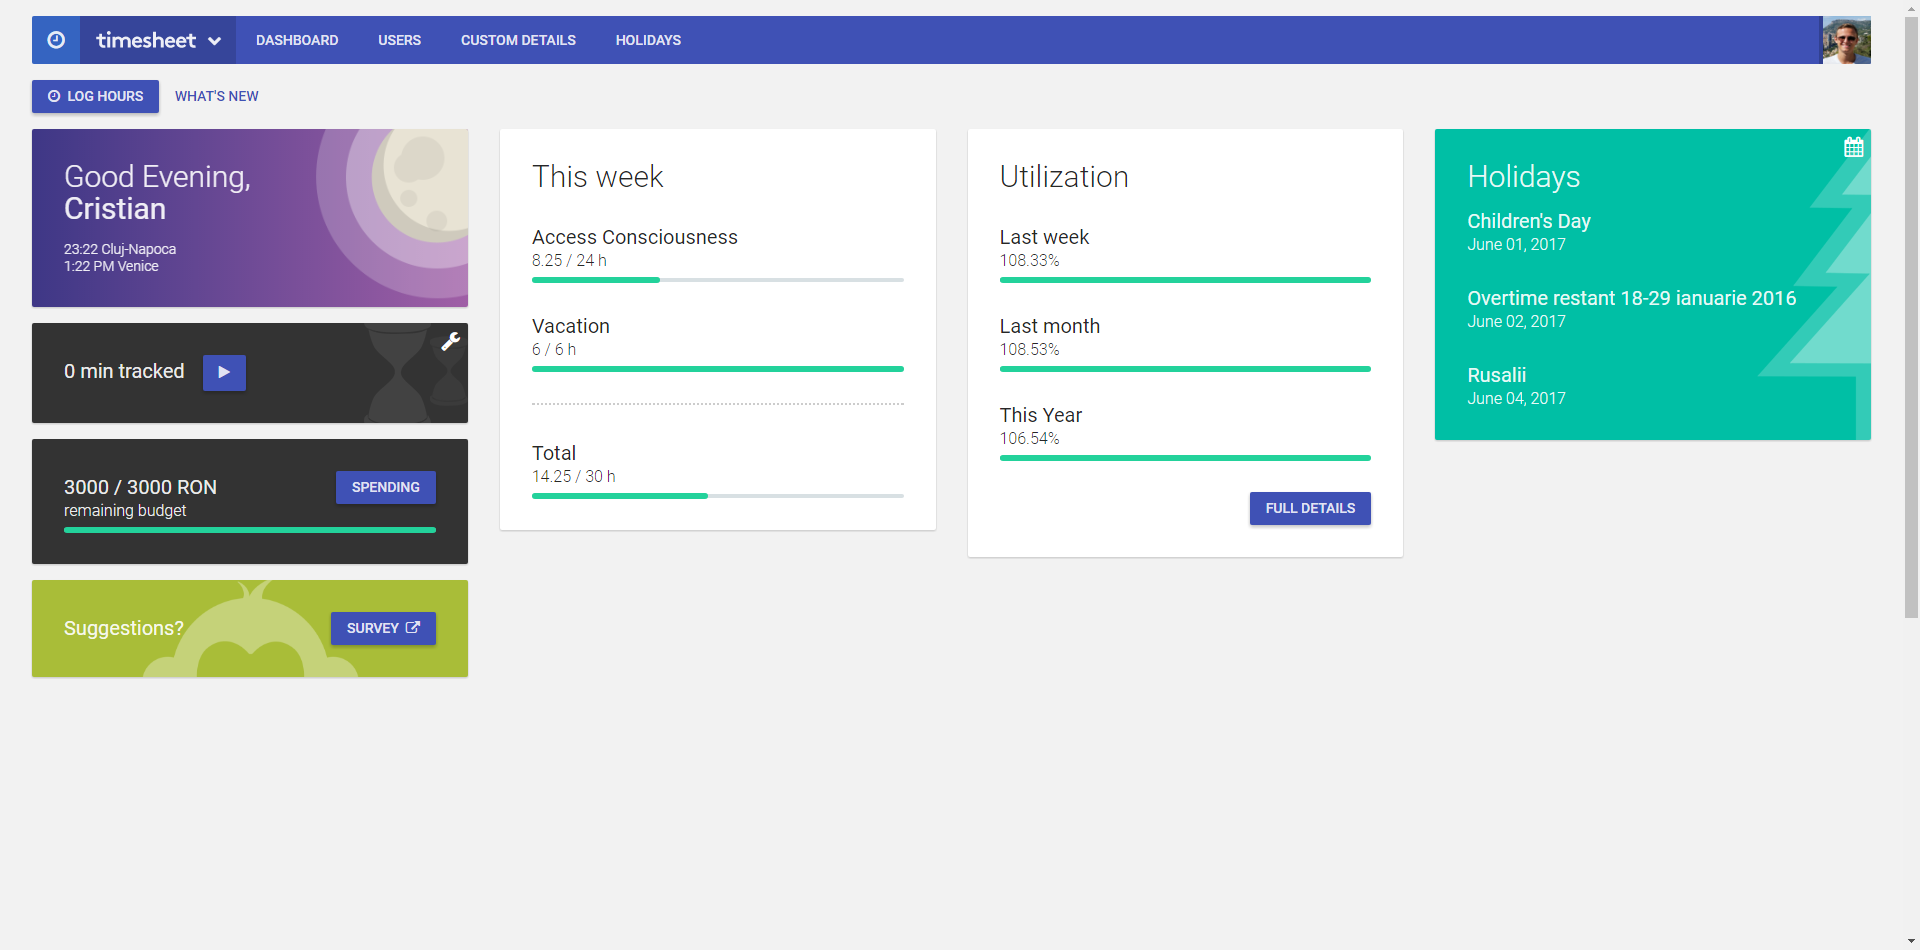 timesheet
DASHBOARD
USERS
CUSTOM DETAILS
HOLIDAYS
LOG HOURS
WHAT'S NEW
Good Evening,
Cristian
23:22 Cluj-Napoca
1:22 PM Venice
0 min tracked
3000 / 3000 RON
remaining budget
SPENDING
Suggestions?
SURVEY
This week
Access Consciousness
8.25 / 24 h
Vacation
6 / 6 h
Total
14.25 / 30 h
Utilization
Last week
108.33%
Last month
108.53%
This Year
106.54%
FULL DETAILS
Holidays
Children's Day
June 01, 2017
Overtime restant 18-29 ianuarie 2016
June 02, 2017
Rusalii
June 04, 2017